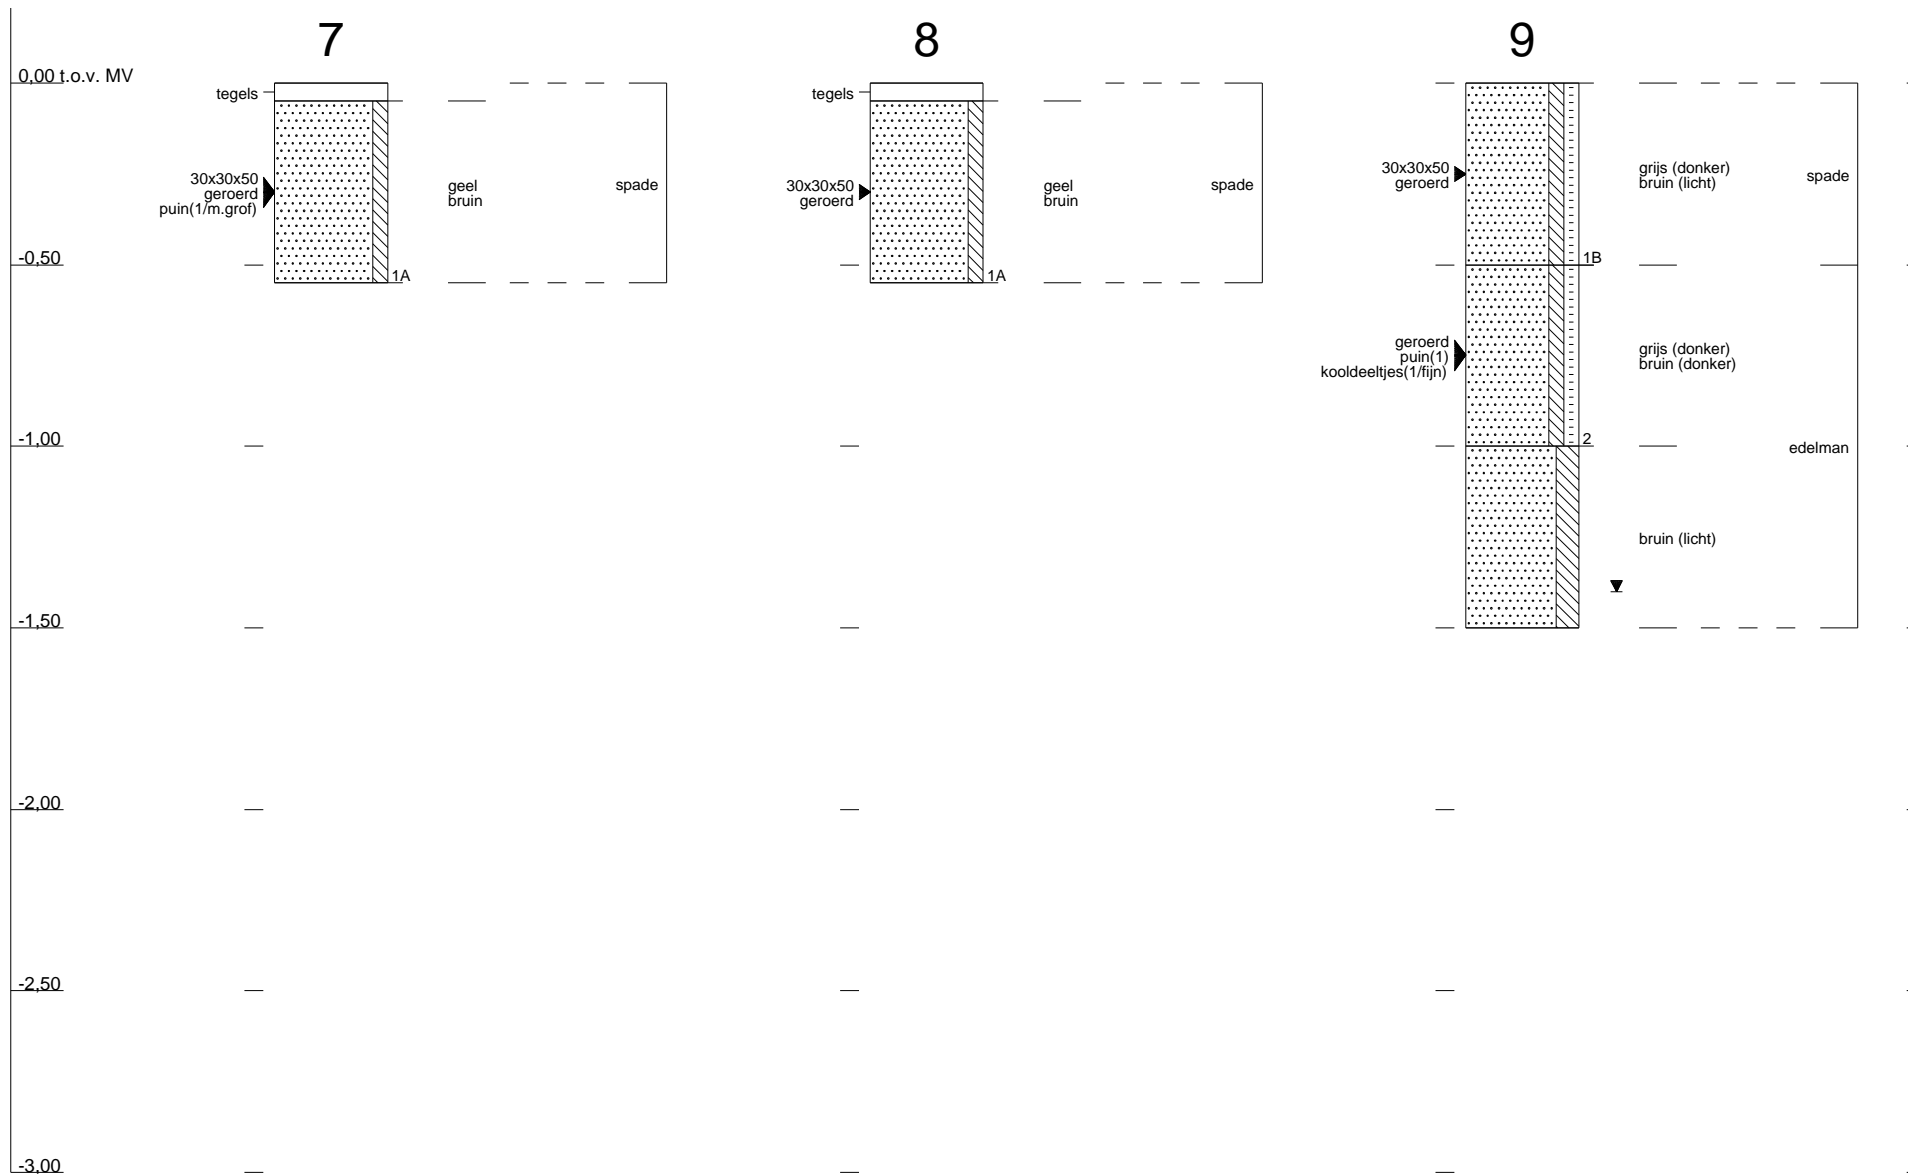 7
8
9
0,00 t.o.v. MV
tegels
30x30x50
geroerd
puin(1/m.grof)
geel
bruin
spade
1A
tegels
30x30x50
geroerd
geel
bruin
spade
1A
30x30x50
geroerd
grijs (donker)
bruin (licht)
spade
1B
geroerd
puin(1)
kooldeeltjes(1/fijn)
grijs (donker)
bruin (donker)
2
edelman
bruin (licht)
-0,50
-1,00
-1,50
-2,00
-2,50
-3,00